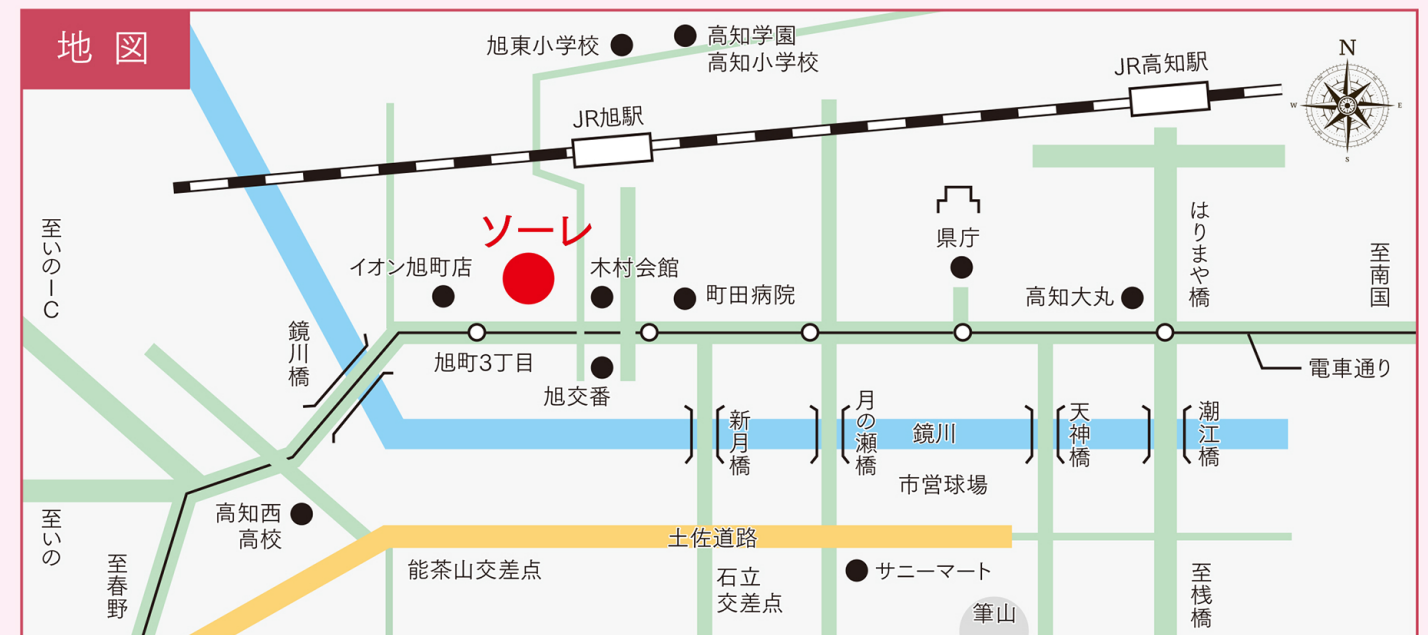 地図
旭東小学校
高知学園
高知小学校
JR高知駅
N
W
E
S
JR旭駅
至いのIC
ソーレ
はりまや橋
県庁
至南国
イオン旭町店
木村会館
町田病院
高知大丸
鏡川橋
旭町3丁目
電車通り
旭交番
新月橋
月の瀬橋
鏡川
天神橋
潮江橋
市営球場
高知西
高校
至いの
土佐道路
至春野
能茶山交差点
石立
交差点
サニーマート
至桟橋
筆山